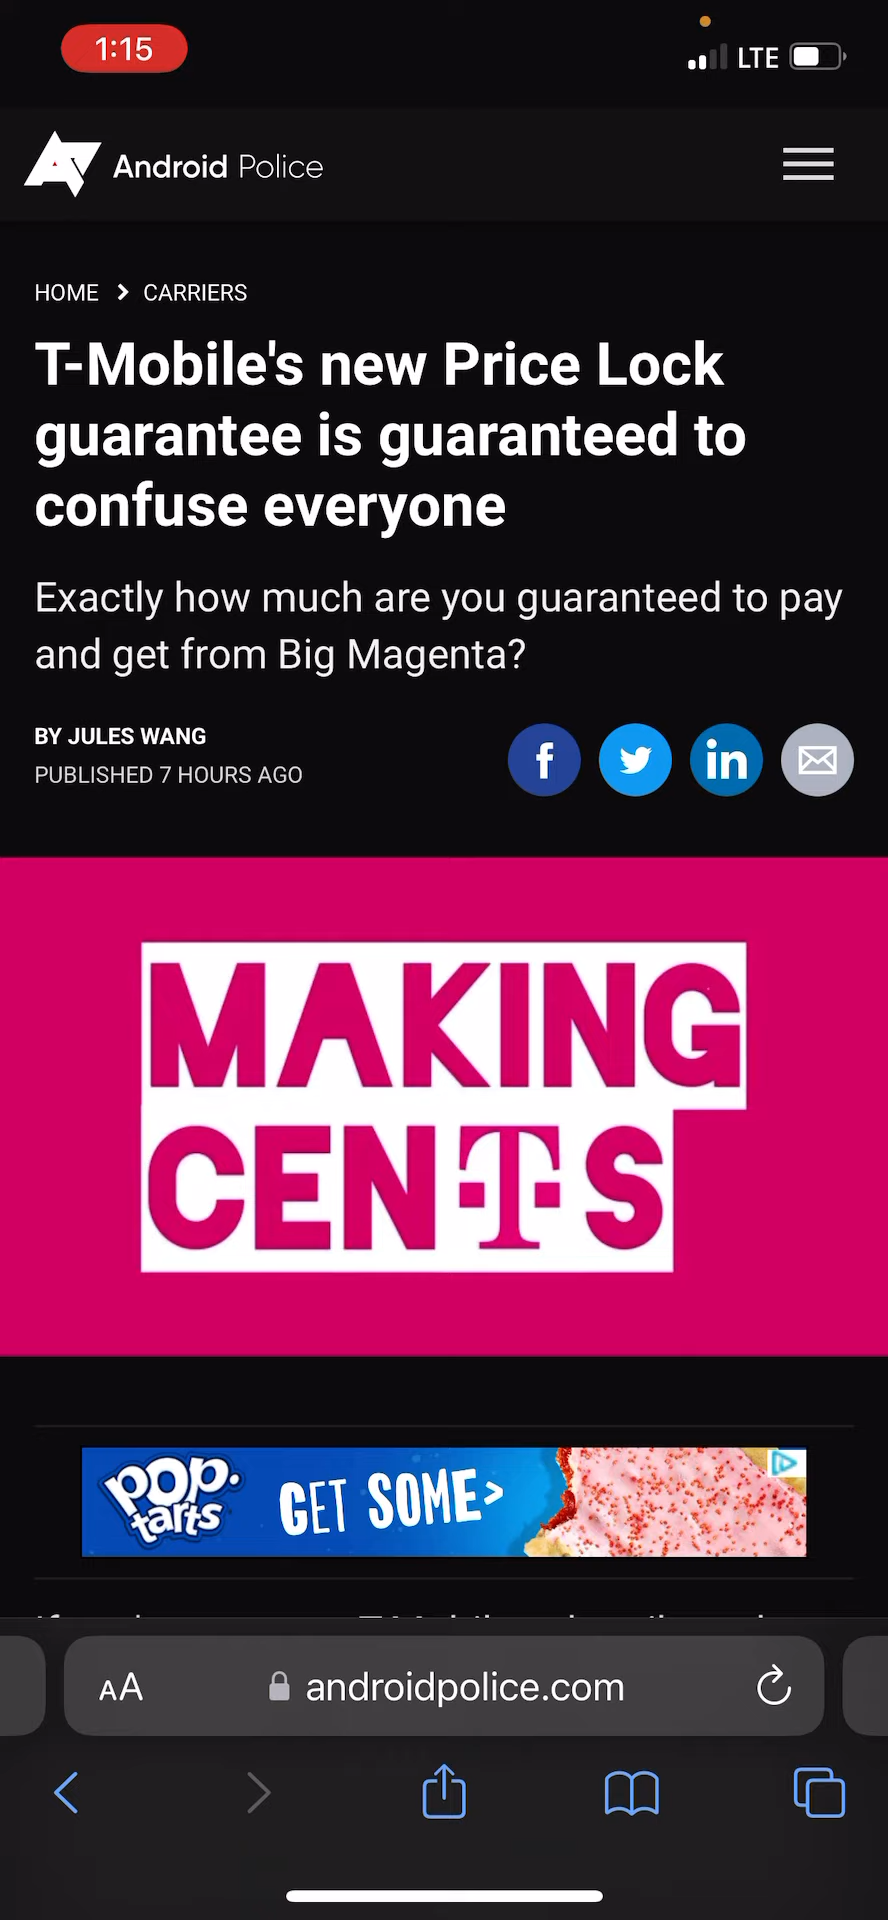 1:15
LTE
Android Police
HOME > CARRIERS
T-Mobile's new Price Lock
guarantee is guaranteed to
confuse everyone
Exactly how much are you guaranteed to pay
and get from Big Magenta?
BY JULES WANG
PUBLISHED 7 HOURS AGO
f
in
MAKING
CENTS
POP.
tarts
GET SOME>
AA
androidpolice.com